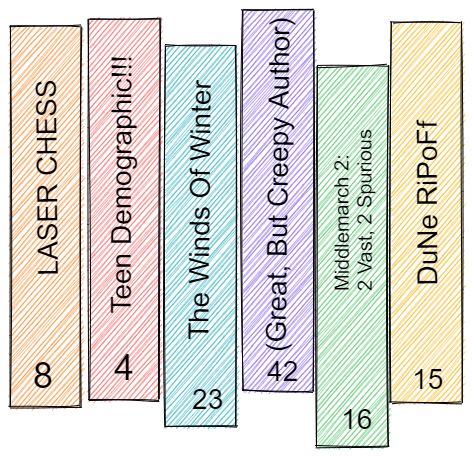 LASER CHESS
8
Teen Demographic!!!
4
The Winds Of Winter
23
(Great, But Creepy Author)
42
Middlemarch 2:
2 Vast, 2 Spurious
16
DuNe RiPoFf
15